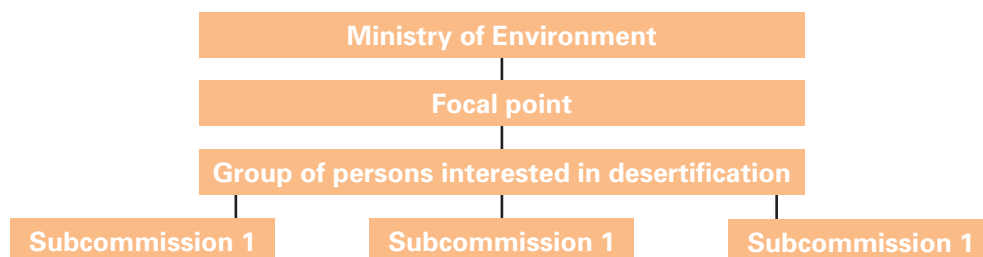 Ministry of Environment
Focal point
Group of persons interested in desertification
Subcommission 1
Subcommission 1
Subcommission 1